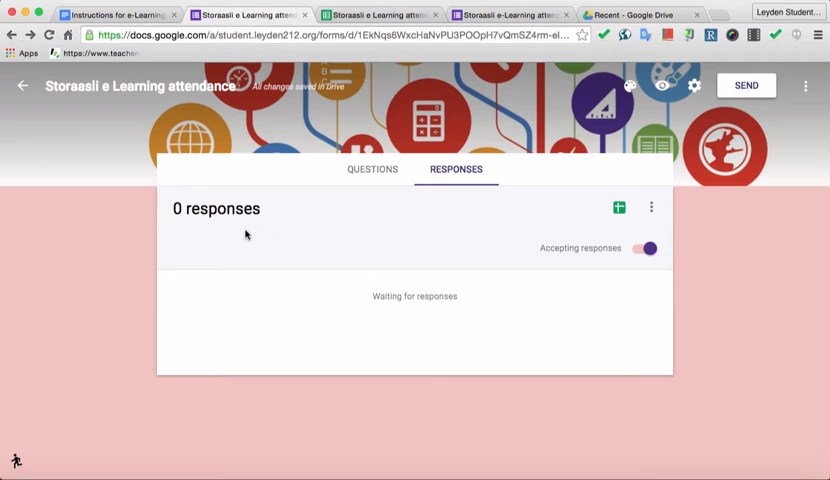 Instructions for e-Learning
Storaasli e Learning attendanc
Storaasli e Learning attend
Storaasli e Learning attend
Recent - Google Drive
Leyden Student...
https://docs.google.com/a/student.leyden212.org/forms/d/1EkNqs6WxcHaNvPU3POOpH7vQmSZ4rm-el...
Apps
https://www.teacher
Storaasli e Learning attendance
All changes saved in Drive
SEND
QUESTIONS
RESPONSES
0 responses
Accepting responses
Waiting for responses